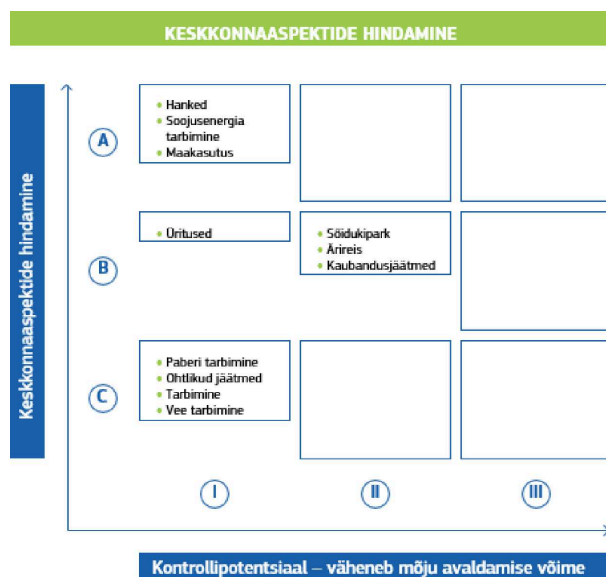 KESKKONNAASPEKTIDE HINDAMINE
Keskkonnaaspektide hindamine
A
• Hanked
• Soojusenergia
tarbimine
• Maakasutus
B
• Üritused
• Sõidukipark
• Ärireis
• Kaubandusjäätmed
C
• Paberi tarbimine
• Ohtlikud jäätmed
• Tarbimine
• Vee tarbimine
I
II
III
Kontrollipotentsiaal – väheneb mõju avaldamise võime